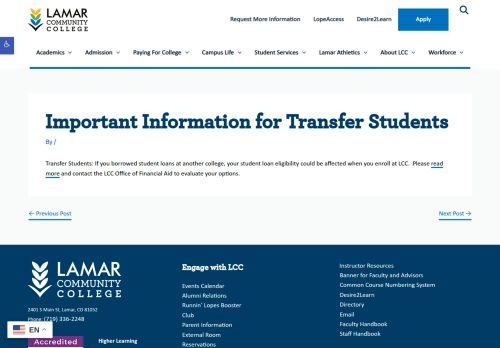 LAMAR
COMMUNITY
COLLEGE
Request More Information LopeAccess Desire2Learn Apply
Academics Admission Paying For College Campus Life Student Services Lamar Athletics About LCC Workforce
Important Information for Transfer Students
By /
Transfer Students: If you borrowed student loans at another college, your student loan eligibility could be affected when you enroll at LCC. Please read
more and contact the LCC Office of Financial Aid to evaluate your options.
← Previous Post Next Post →
LAMAR
COMMUNITY
COLLEGE
2401 S Main St, Lamar, CO 81052
Phone: (719) 336-2248
Accredited Higher Learning
EN
Engage with LCC
Events Calendar
Alumni Relations
Runnin' Lopes Booster
Club
Parent Information
External Room
Reservations
Instructor Resources
Banner for Faculty and Advisors
Common Course Numbering System
Desire2Learn
Directory
Email
Faculty Handbook
Staff Handbook